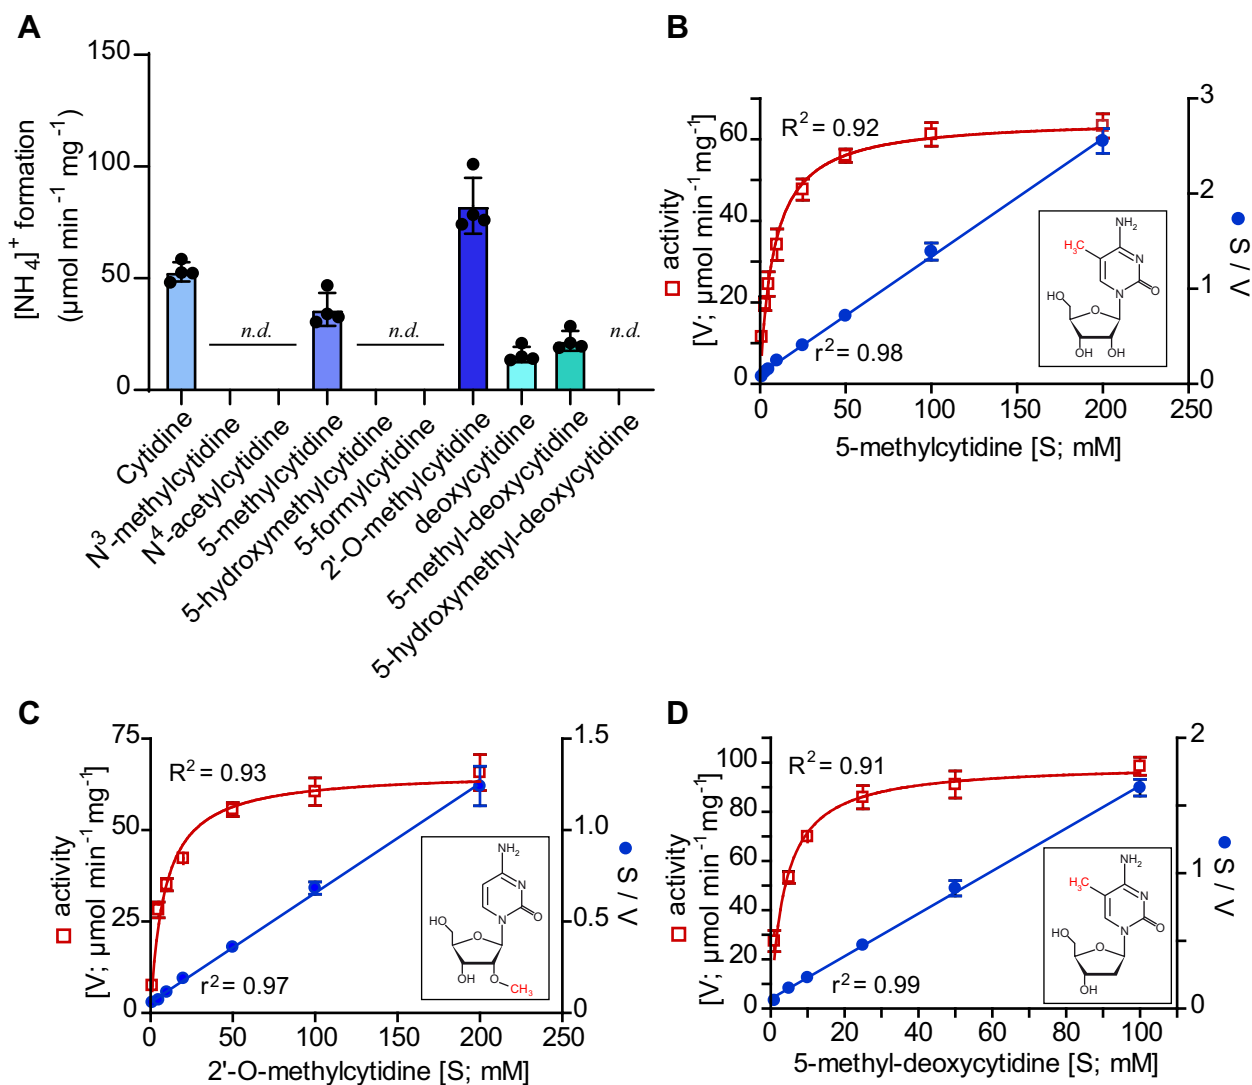 A
[NH₄]⁺ formation
(µmol min⁻¹ mg⁻¹)
150
100
50
0
n.d.
n.d.
n.d.
Cytidine
N³-methylcytidine
N⁴-acetylcytidine
5-methylcytidine
5-hydroxymethylcytidine
5-formylcytidine
2'-O-methylcytidine
deoxycytidine
5-methyl-deoxycytidine
5-hydroxymethyl-deoxycytidine
B
activity
[V; µmol min⁻¹mg⁻¹]
60
40
20
0
R² = 0.92
r² = 0.98
3
2
1
0
S / V
H₃C
NH₂
N
N
O
HO
O
OH
OH
0
50
100
150
200
250
5-methylcytidine [S; mM]
C
activity
[V; µmol min⁻¹mg⁻¹]
75
50
25
0
R² = 0.93
r² = 0.97
1.5
1.0
0.5
0
S / V
NH₂
N
N
O
HO
O
OH
O
CH₃
0
50
100
150
200
250
2'-O-methylcytidine [S; mM]
D
activity
[V; µmol min⁻¹mg⁻¹]
100
80
60
40
20
0
R² = 0.91
r² = 0.99
2
1
0
S / V
H₃C
NH₂
N
N
O
HO
O
OH
0
20
40
60
80
100
5-methyl-deoxycytidine [S; mM]